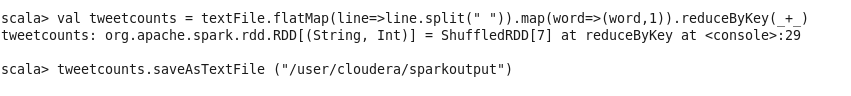 scala> val tweetcounts = textFile.flatMap(line=>line.split(" ")).map(word=>(word,1)).reduceByKey(_+_)
tweetcounts: org.apache.spark.rdd.RDD[(String, Int)] = ShuffledRDD[7] at reduceByKey at <console>:29
scala> tweetcounts.saveAsTextFile ("/user/cloudera/sparkoutput")